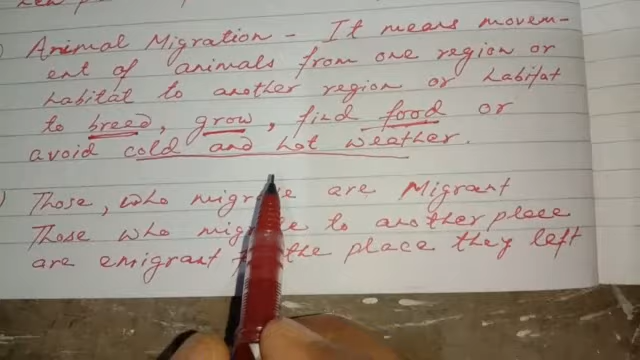 Animal Migration - It means movem-
ent of animals from one region or
habitat to another region or habitat
to breed, grow, find food or
avoid cold and hot weather.
Those, who migrate are Migrant
Those who migrate to another place
are emigrant the place they left